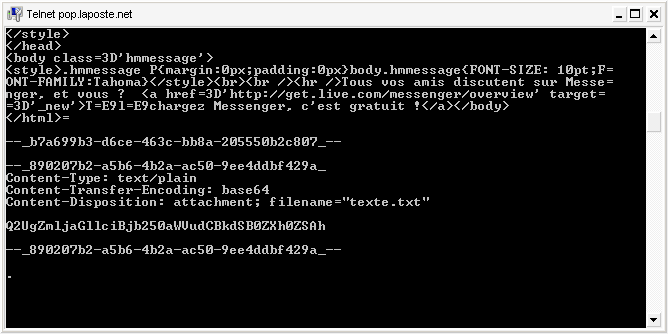 Telnet pop.laposte.net
</style>
</head>
<body class=3D'hmmessage'>
<style>.hmmessage P{margin:0px;padding:0px}body.hmmessage{FONT-SIZE: 10pt;F=
ONT-FAMILY:Tahoma}</style><br><br /><hr />Tous vos amis discutent sur Messe=
nger, et vous ?  <a href=3D'http://get.live.com/messenger/overview' target=
=3D'_new'>T=E9l=E9chargez Messenger, c'est gratuit !</a></body>
</html>=
--_b7a699b3-d6ce-463c-bb8a-205550b2c807_--
--_890207b2-a5b6-4b2a-ac50-9ee4ddbf429a_
Content-Type: text/plain
Content-Transfer-Encoding: base64
Content-Disposition: attachment; filename="texte.txt"
Q2UgZmljaGllciBjb250aWVudCBkdSB0ZXh0ZSAh
--_890207b2-a5b6-4b2a-ac50-9ee4ddbf429a_--
.